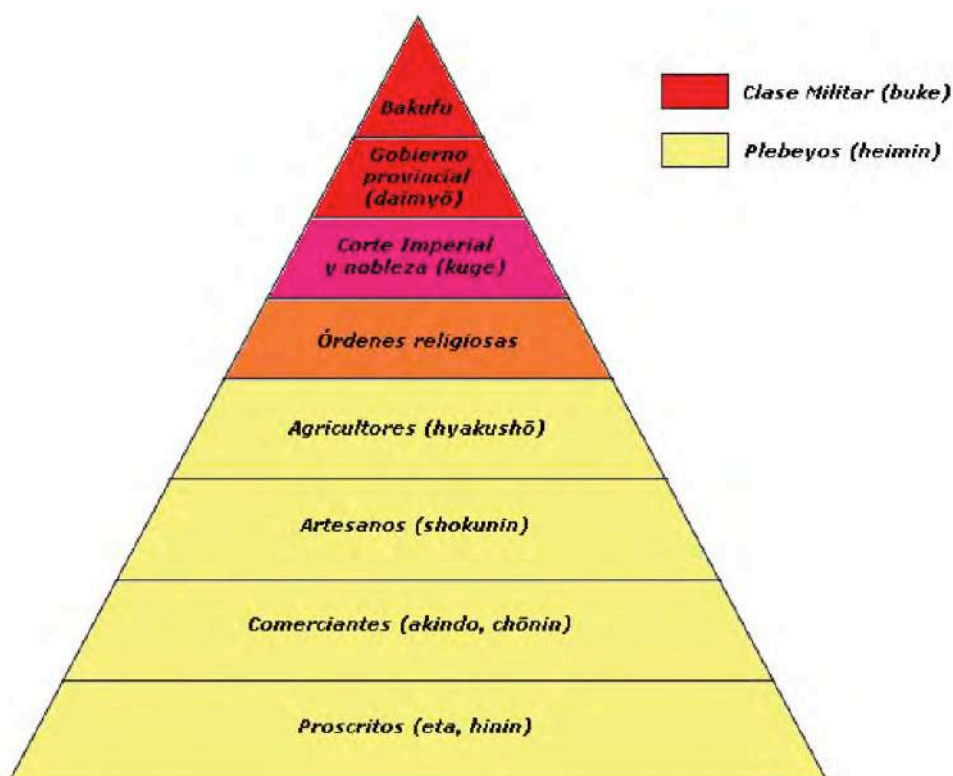 Bakufu
Gobierno
provincial
(daimyō)
Corte Imperial
y nobleza (kuge)
Órdenes religiosas
Agricultores (hyakushō)
Artesanos (shokunin)
Comerciantes (akindo, chōnin)
Proscritos (eta, hinin)
Clase Militar (buke)
Plebeyos (heimin)